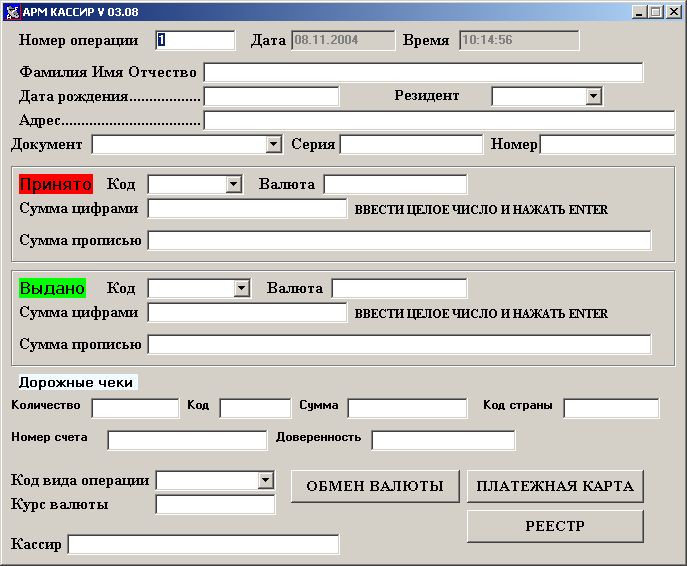 АРМ КАССИР V 03.08
Номер операции 1 Дата 08.11.2004 Время 10:14:56
Фамилия Имя Отчество
Дата рождения.................. Резидент
Адрес...................................
Документ Серия Номер
Принято Код Валюта
Сумма цифрами ВВЕСТИ ЦЕЛОЕ ЧИСЛО И НАЖАТЬ ENTER
Сумма прописью
Выдано Код Валюта
Сумма цифрами ВВЕСТИ ЦЕЛОЕ ЧИСЛО И НАЖАТЬ ENTER
Сумма прописью
Дорожные чеки
Количество Код Сумма Код страны
Номер счета Доверенность
Код вида операции ОБМЕН ВАЛЮТЫ ПЛАТЕЖНАЯ КАРТА
Курс валюты
РЕЕСТР
Кассир